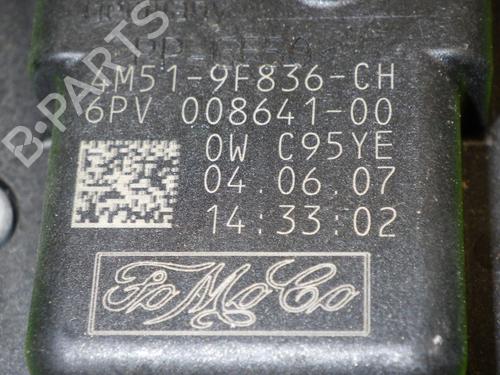 4M51-9F836-CH
6PV 008641-00
0W C95YE
04.06.07
14:33:02
FoMoCo
B-PARTS